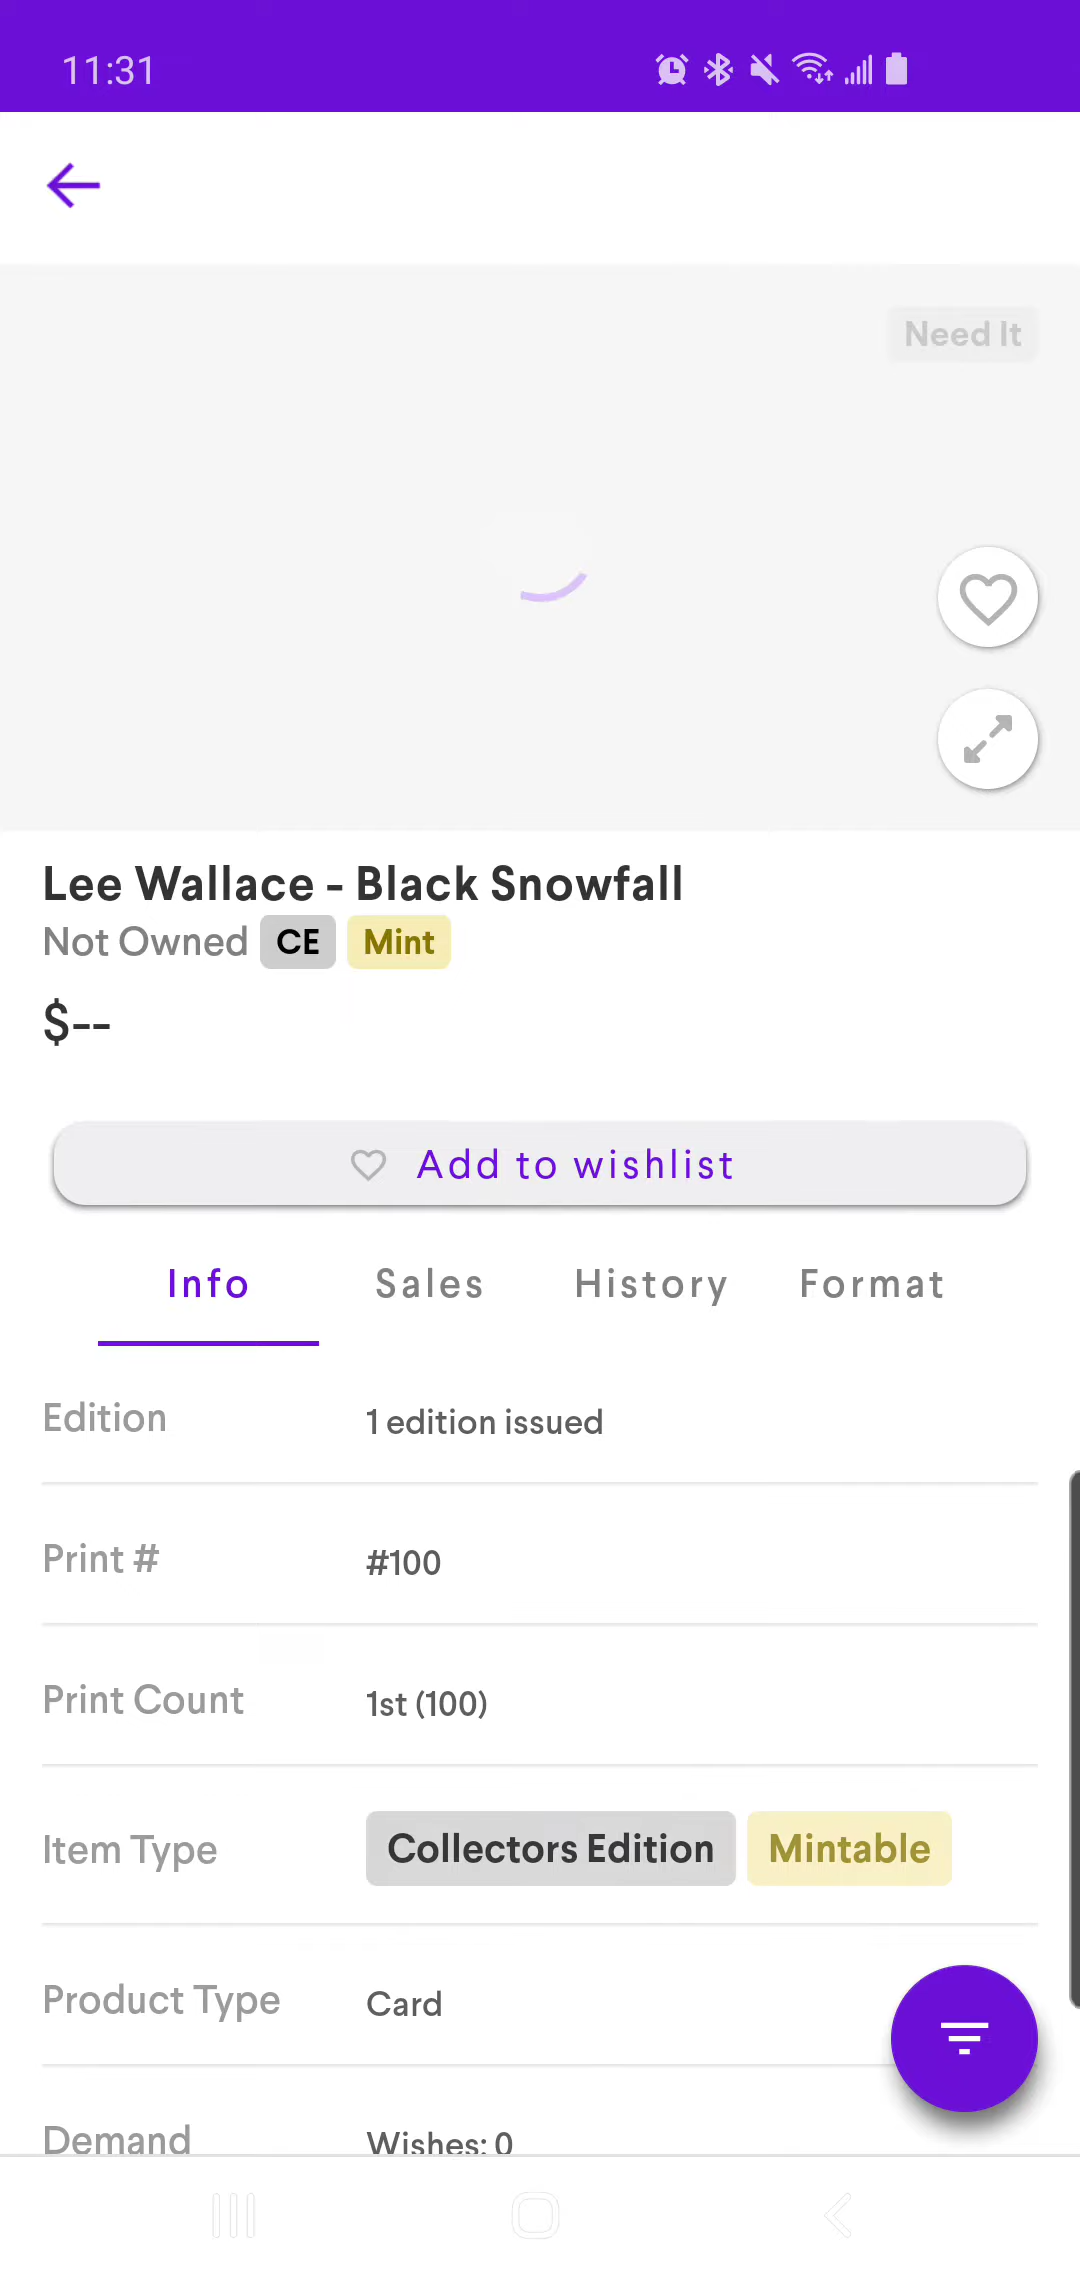 11:31
Need It
Lee Wallace - Black Snowfall
Not Owned CE Mint
$--
Add to wishlist
Info Sales History Format
Edition 1 edition issued
Print # #100
Print Count 1st (100)
Item Type Collectors Edition Mintable
Product Type Card
Demand Wishes: 0